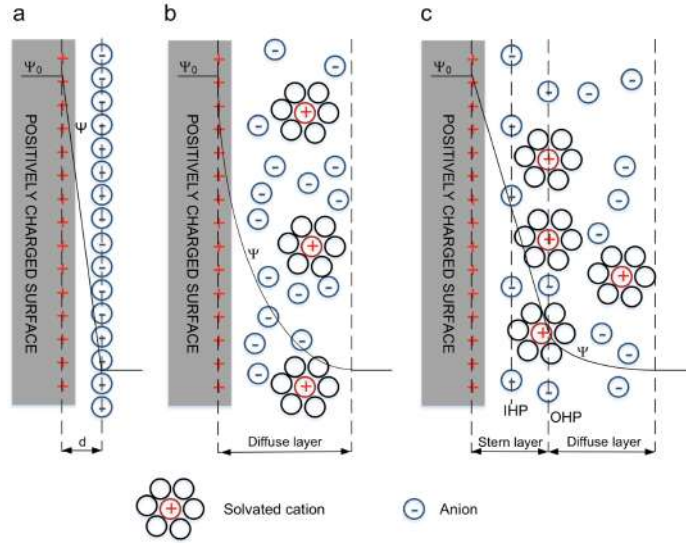 a
b
c
Ψ0
Ψ
POSITIVELY CHARGED SURFACE
d
Ψ0
Ψ
POSITIVELY CHARGED SURFACE
Diffuse layer
Ψ0
Ψ
POSITIVELY CHARGED SURFACE
IHP
OHP
Stern layer
Diffuse layer
Solvated cation
Anion